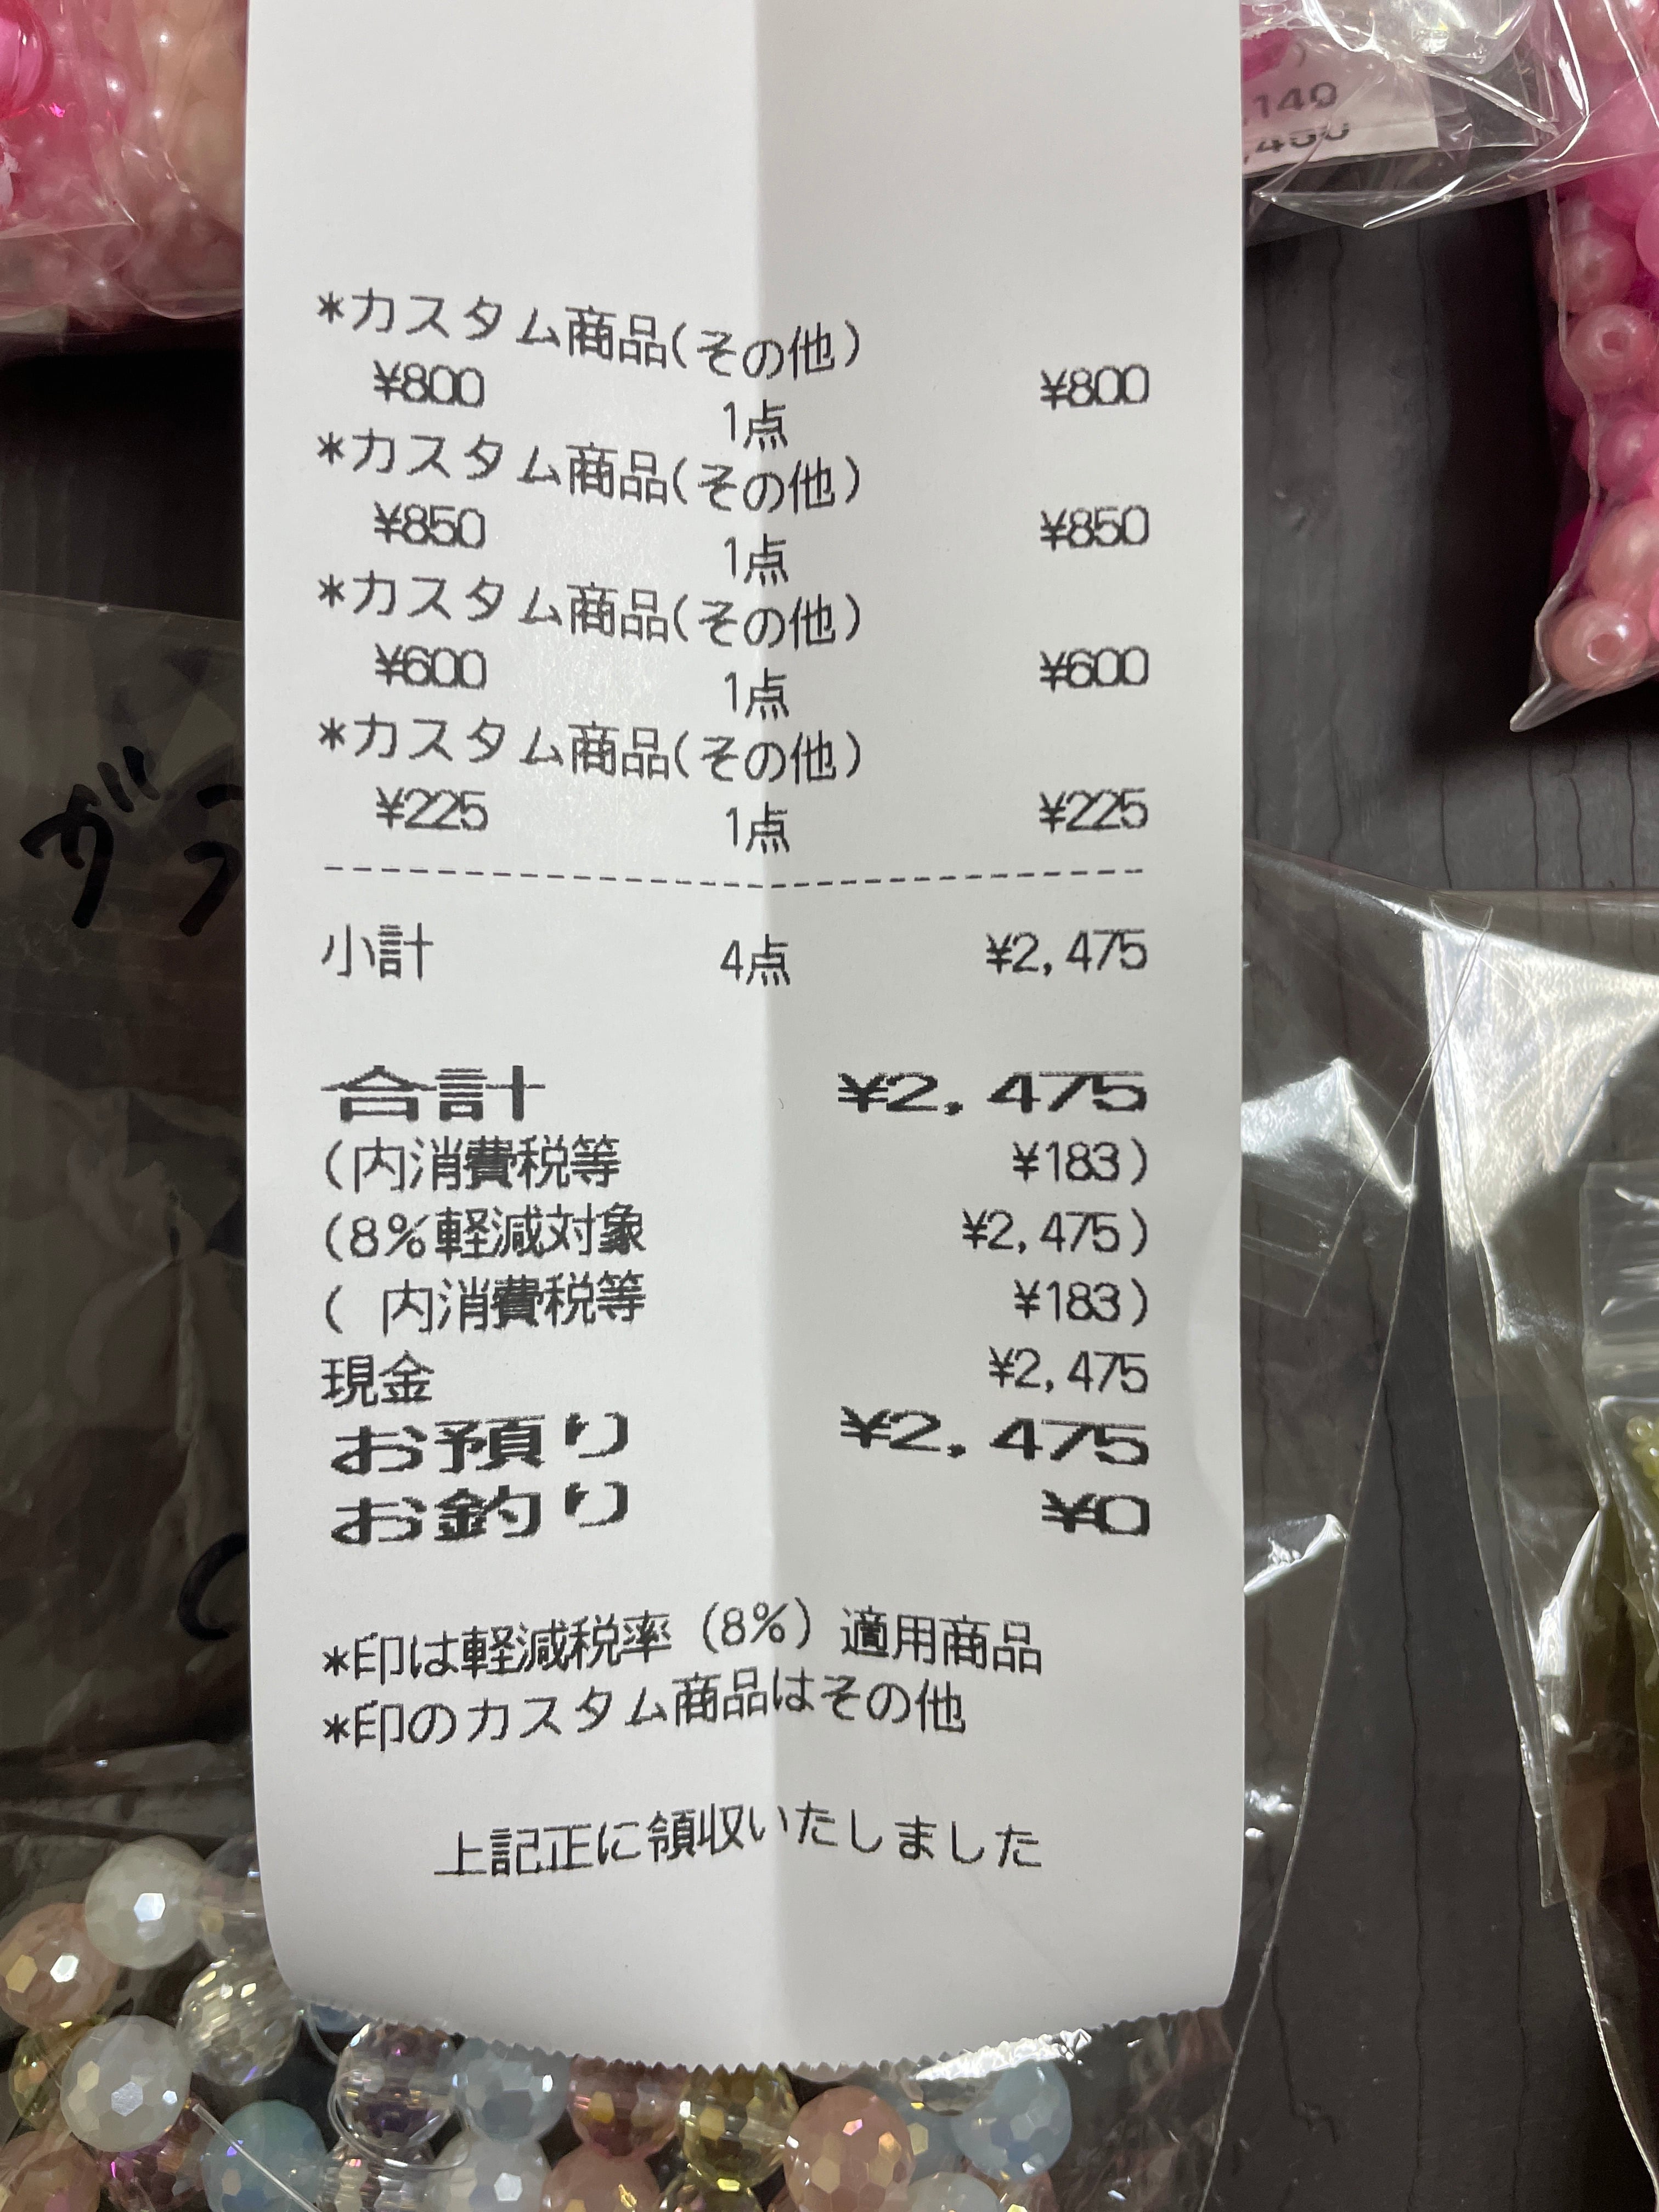 140
*カスタム商品(その他)
¥800 1点 ¥800
*カスタム商品(その他)
¥850 1点 ¥850
*カスタム商品(その他)
¥600 1点 ¥600
*カスタム商品(その他)
¥225 1点 ¥225
小計 4点 ¥2,475
合計 ¥2,475
(内消費税等 ¥183)
(8%軽減対象 ¥2,475)
( 内消費税等 ¥183)
現金 ¥2,475
お預り ¥2,475
お釣り ¥0
*印は軽減税率(8%)適用商品
*印のカスタム商品はその他
上記正に領収いたしました
ガラ